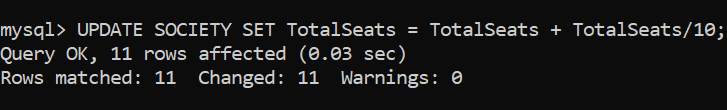 mysql> UPDATE SOCIETY SET TotalSeats = TotalSeats + TotalSeats/10;
Query OK, 11 rows affected (0.03 sec)
Rows matched: 11  Changed: 11  Warnings: 0